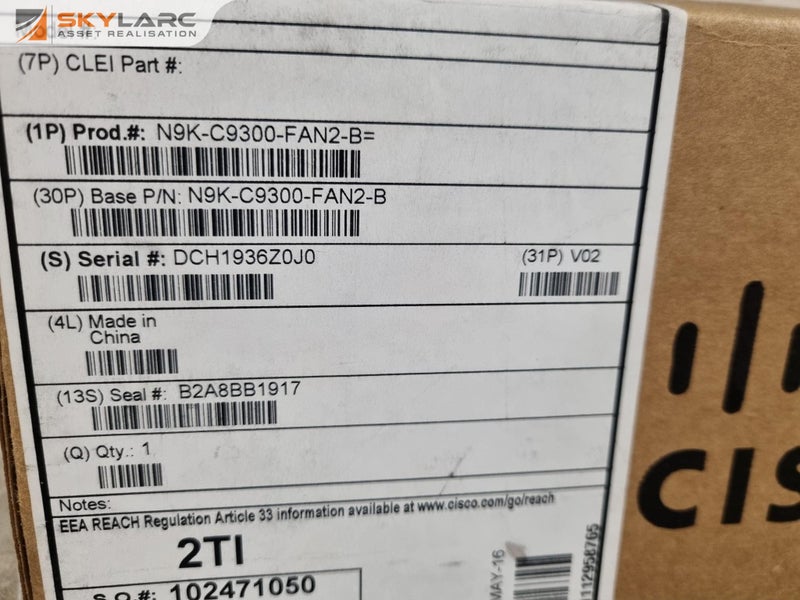 SKYLARC
ASSET REALISATION
(7P) CLEI Part #:
(1P) Prod.#: N9K-C9300-FAN2-B=
(30P) Base P/N: N9K-C9300-FAN2-B
(S) Serial #: DCH1936Z0J0
(31P) V02
(4L) Made in
China
(13S) Seal #: B2A8BB1917
(Q) Qty.: 1
Notes:
EEA REACH Regulation Article 33 information available at www.cisco.com/go/reach
2TI
S.O#: 102471050
MAY-16
1112958765
CIS